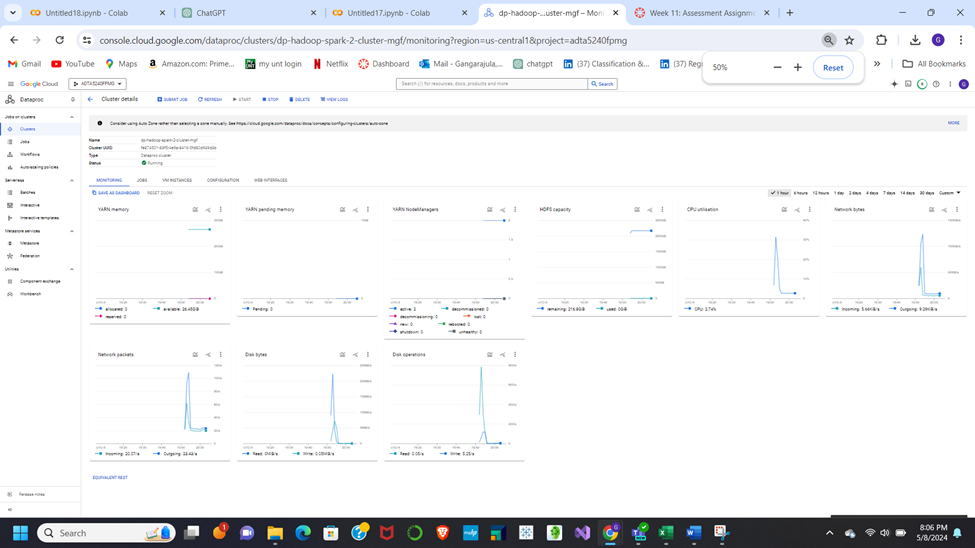 Untitled18.ipynb - Colab
ChatGPT
Untitled17.ipynb - Colab
dp-hadoop-...uster-mgf – Moni
Week 11: Assessment Assignme
console.cloud.google.com/dataproc/clusters/dp-hadoop-spark-2-cluster-mgf/monitoring?region=us-central1&project=adta5240fpmg
G
Gmail
YouTube
Maps
Amazon.com: Prime...
my unt login
Netflix
Dashboard
Mail - Gangarajula,...
chatgpt
(37) Classification &...
(37) Reg
All Bookmarks
50%
Reset
Google Cloud
ADTA5240FPMG
Search (/) for resources, docs, products and more
Search
Dataproc
Cluster details
SUBMIT JOB
REFRESH
START
STOP
DELETE
VIEW LOGS
Jobs on clusters
Clusters
Jobs
Workflows
Autoscaling policies
Serverless
Batches
Interactive
Interactive templates
Metastore services
Metastore
Federation
Utilities
Component exchange
Workbench
Release notes
Consider using Auto Zone rather than selecting a zone manually. See https://cloud.google.com/dataproc/docs/concepts/configuring-clusters/auto-zone
MORE
Name dp-hadoop-spark-2-cluster-mgf
Cluster UUID
Type Dataproc cluster
Status Running
MONITORING
JOBS
VM INSTANCES
CONFIGURATION
WEB INTERFACES
SAVE AS DASHBOARD
RESET ZOOM
1 hour
6 hours
12 hours
1 day
2 days
4 days
7 days
14 days
30 days
Custom
YARN memory
allocated: 0
available: 26.45GiB
reserved: 0
YARN pending memory
Pending: 0
YARN NodeManagers
active: 2
decommissioned: 0
decommissioning: 0
lost: 0
new: 0
rebooted: 0
shutdown: 0
unhealthy: 0
HDFS capacity
remaining: 216.8GiB
used: 0GiB
CPU utilisation
CPU: 2.74%
Network bytes
Incoming: 5.66KiB/s
Outgoing: 9.29KiB/s
Network packets
Incoming: 20.07/s
Outgoing: 23.43/s
Disk bytes
Read: 0MiB/s
Write: 0.05MiB/s
Disk operations
Read: 0.05/s
Write: 5.25/s
EQUIVALENT REST
Search
8:06 PM
5/8/2024